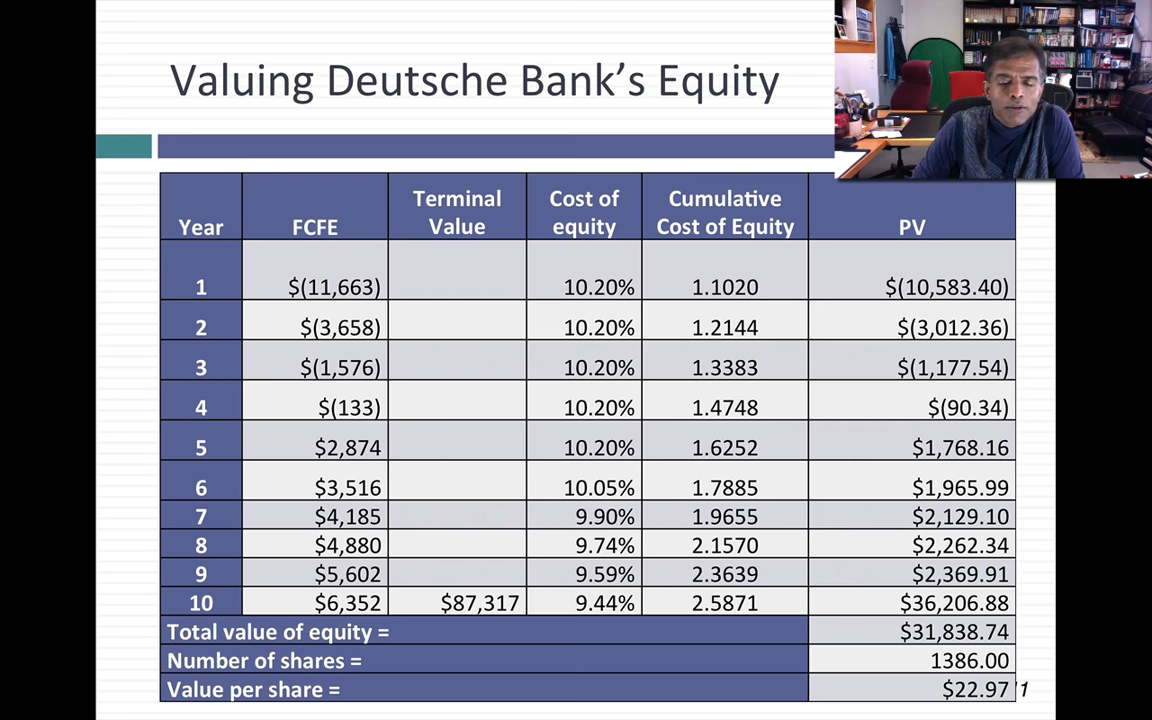 Valuing Deutsche Bank’s Equity
Year FCFE Terminal Value Cost of equity Cumulative Cost of Equity PV
1 $(11,663) 10.20% 1.1020 $(10,583.40)
2 $(3,658) 10.20% 1.2144 $(3,012.36)
3 $(1,576) 10.20% 1.3383 $(1,177.54)
4 $(133) 10.20% 1.4748 $(90.34)
5 $2,874 10.20% 1.6252 $1,768.16
6 $3,516 10.05% 1.7885 $1,965.99
7 $4,185 9.90% 1.9655 $2,129.10
8 $4,880 9.74% 2.1570 $2,262.34
9 $5,602 9.59% 2.3639 $2,369.91
10 $6,352 $87,317 9.44% 2.5871 $36,206.88
Total value of equity = $31,838.74
Number of shares = 1386.00
Value per share = $22.97